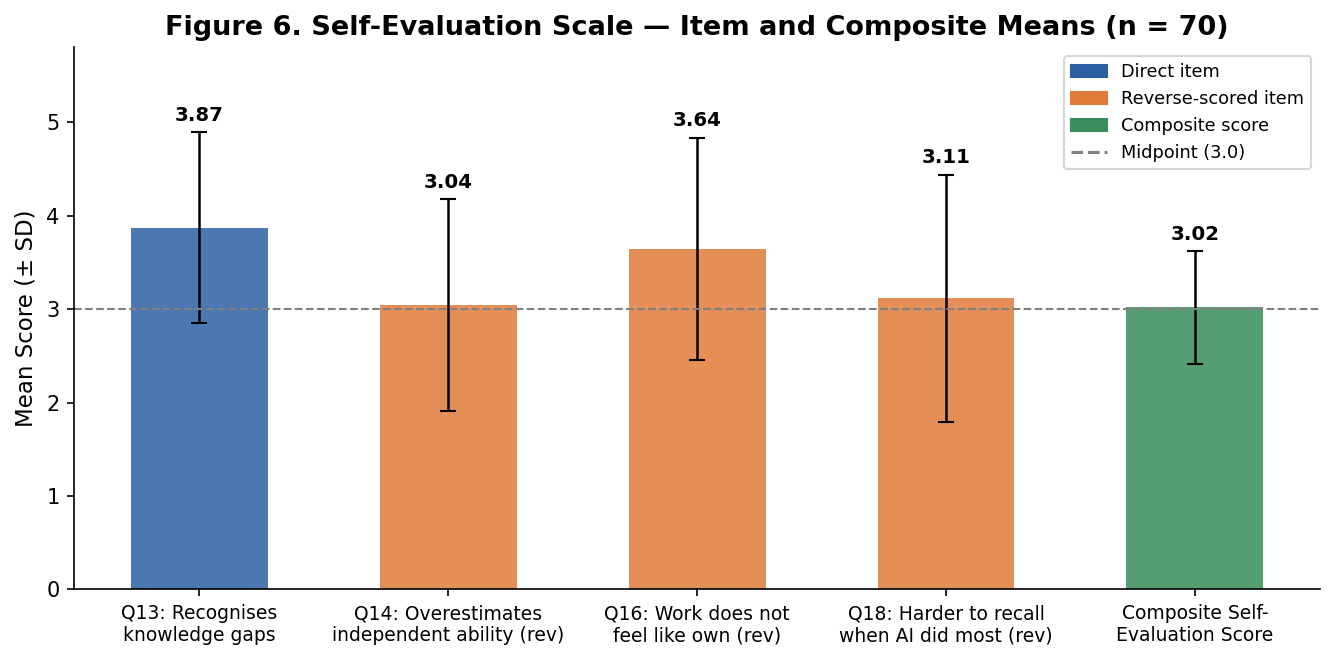 Figure 6. Self-Evaluation Scale — Item and Composite Means (n = 70)
Direct item
Reverse-scored item
Composite score
Midpoint (3.0)
Mean Score (± SD)
5
4
3
2
1
0
3.87
3.04
3.64
3.11
3.02
Q13: Recognises
knowledge gaps
Q14: Overestimates
independent ability (rev)
Q16: Work does not
feel like own (rev)
Q18: Harder to recall
when AI did most (rev)
Composite Self-
Evaluation Score